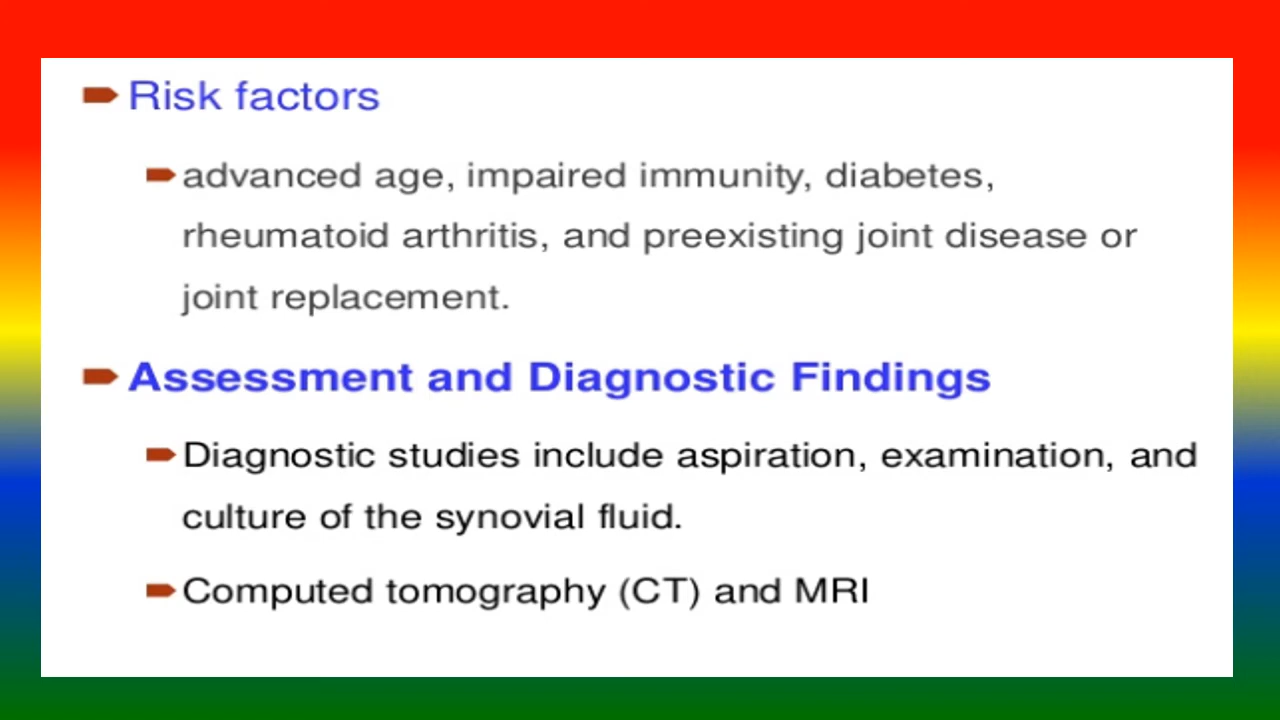 Risk factors
advanced age, impaired immunity, diabetes,
rheumatoid arthritis, and preexisting joint disease or
joint replacement.
Assessment and Diagnostic Findings
Diagnostic studies include aspiration, examination, and
culture of the synovial fluid.
Computed tomography (CT) and MRI